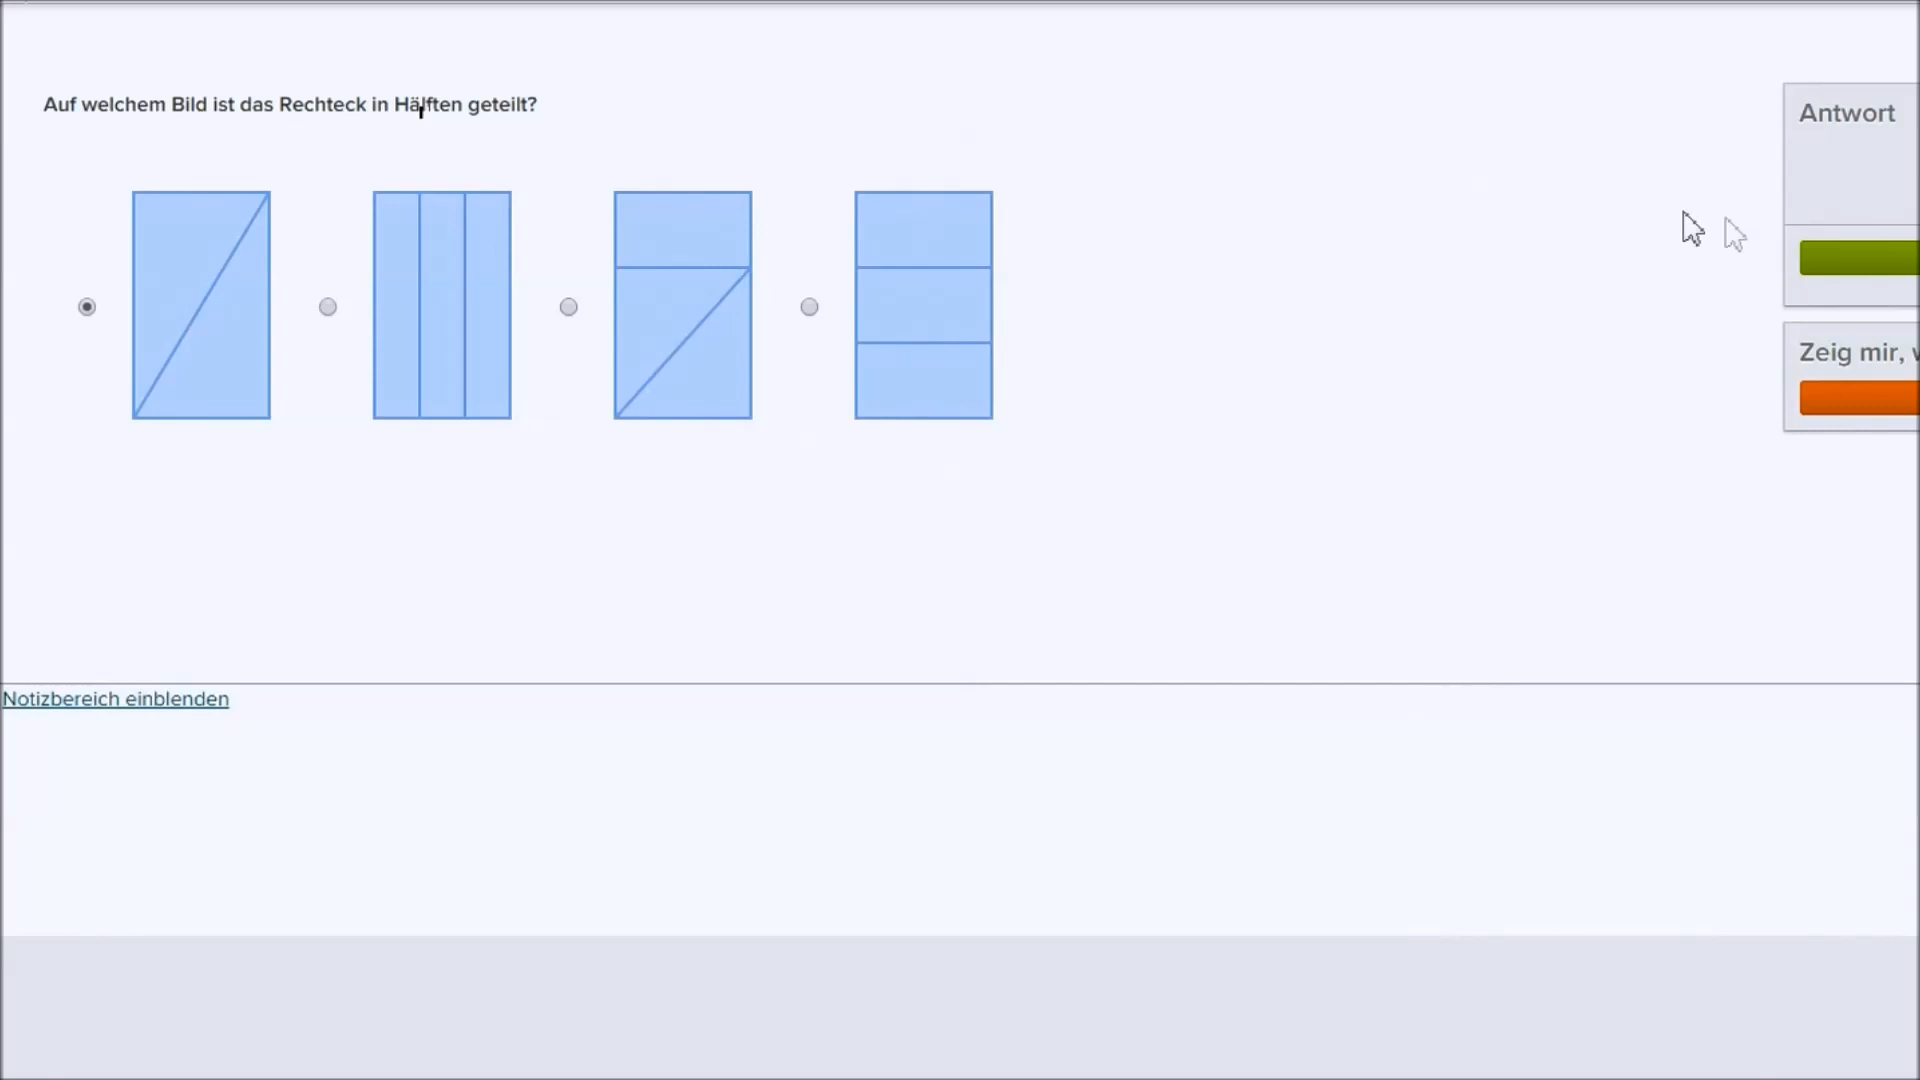 Auf welchem Bild ist das Rechteck in Hälften geteilt?
Antwort
Zeig mir,
Notizbereich einblenden